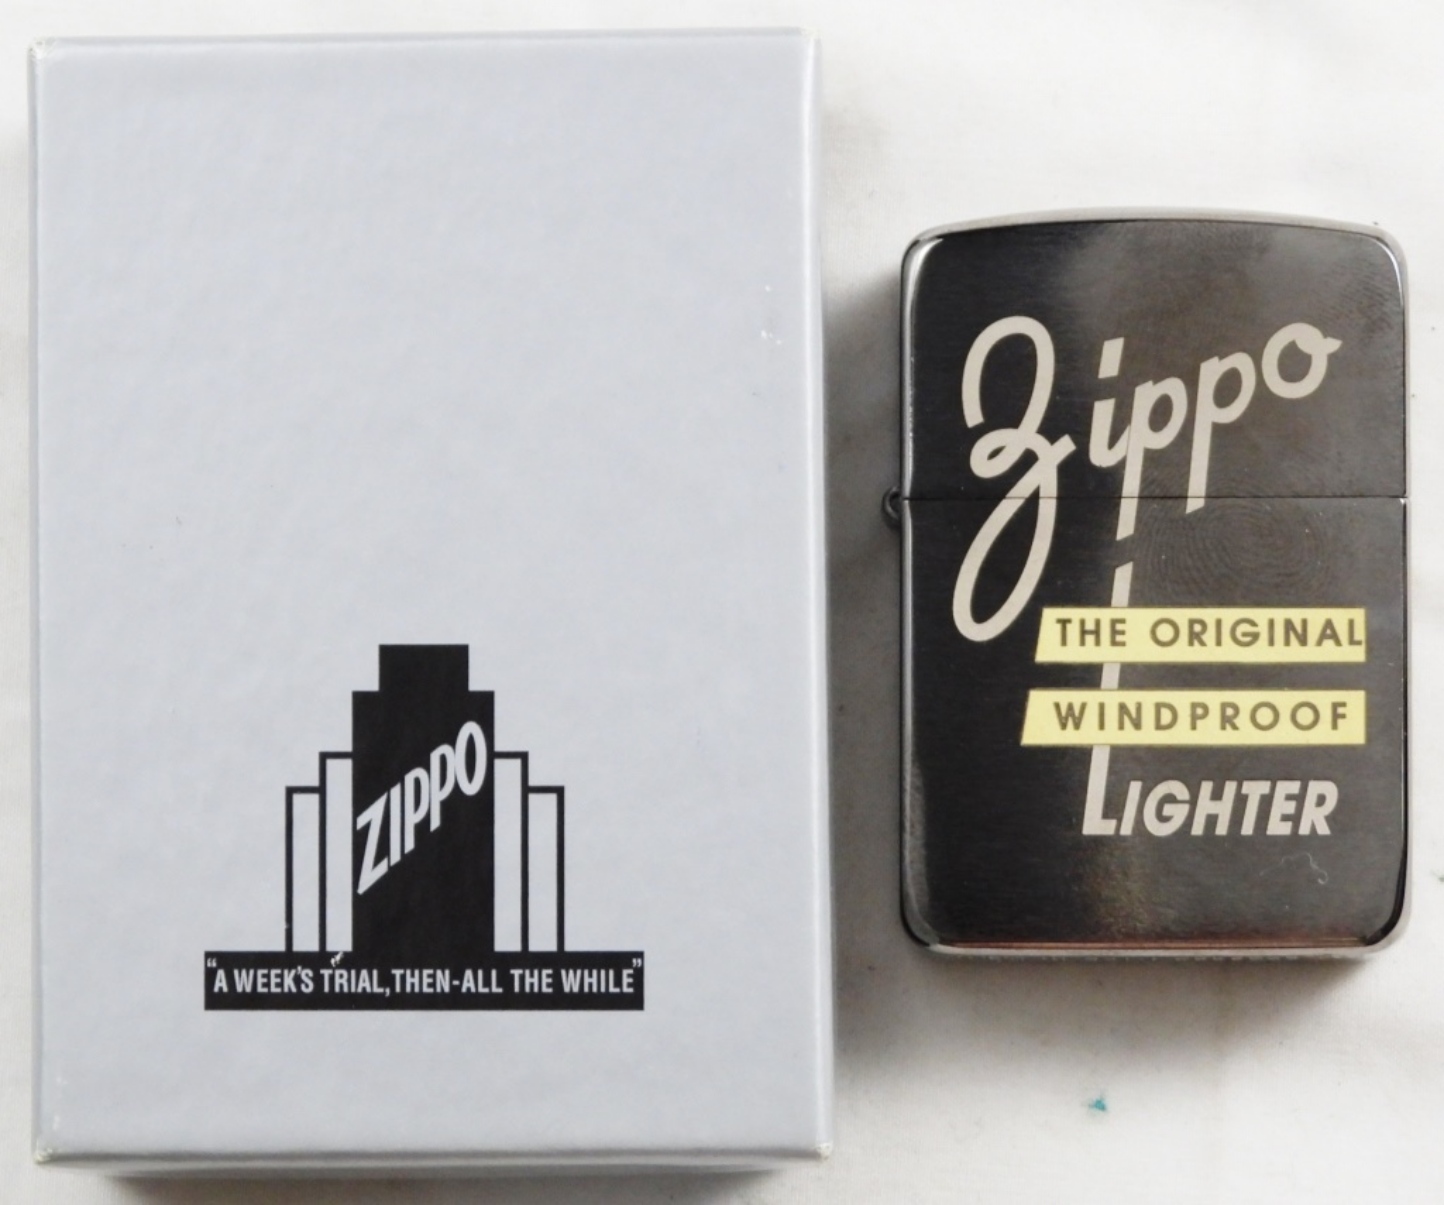 ZIPPO
“A WEEK'S TRIAL, THEN-ALL THE WHILE”
Zippo
THE ORIGINAL
WINDPROOF
LIGHTER